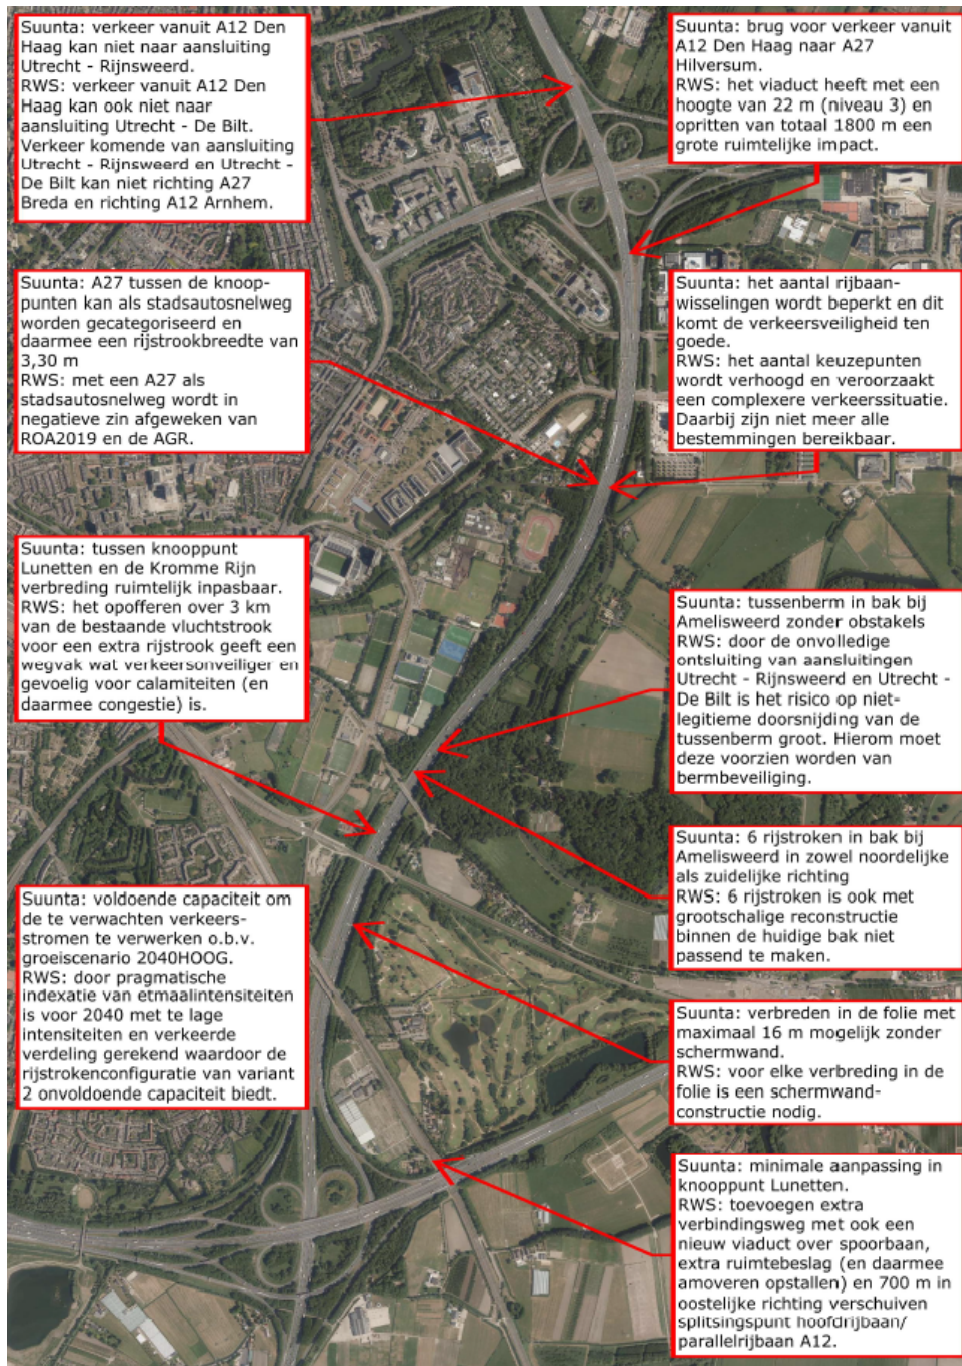 Suunta: verkeer vanuit A12 Den
Haag kan niet naar aansluiting
Utrecht - Rijnsweerd.
RWS: verkeer vanuit A12 Den
Haag kan ook niet naar
aansluiting Utrecht - De Bilt.
Verkeer komende van aansluiting
Utrecht - Rijnsweerd en Utrecht -
De Bilt kan niet richting A27
Breda en richting A12 Arnhem.
Suunta: brug voor verkeer vanuit
A12 Den Haag naar A27
Hilversum.
RWS: het viaduct heeft met een
hoogte van 22 m (niveau 3) en
opritten van totaal 1800 m een
grote ruimtelijke impact.
Suunta: A27 tussen de knoop-
punten kan als stadsautosnelweg
worden gecategoriseerd en
daarmee een rijstrookbreedte van
3,30 m
RWS: met een A27 als
stadsautosnelweg wordt in
negatieve zin afgeweken van
ROA2019 en de AGR.
Suunta: het aantal rijbaan-
wisselingen wordt beperkt en dit
komt de verkeersveiligheid ten
goede.
RWS: het aantal keuzepunten
wordt verhoogd en veroorzaakt
een complexere verkeerssituatie.
Daarbij zijn niet meer alle
bestemmingen bereikbaar.
Suunta: tussen knooppunt
Lunetten en de Kromme Rijn
verbreding ruimtelijk inpasbaar.
RWS: het opofferen over 3 km
van de bestaande vluchtstrook
voor een extra rijstrook geeft een
wegvak wat verkeersonveiliger en
gevoelig voor calamiteiten (en
daarmee congestie) is.
Suunta: tussenberm in bak bij
Amelisweerd zonder obstakels
RWS: door de onvolledige
ontsluiting van aansluitingen
Utrecht - Rijnsweerd en Utrecht -
De Bilt is het risico op niet-
legitieme doorsnijding van de
tussenberm groot. Hierom moet
deze voorzien worden van
bermbeveiliging.
Suunta: 6 rijstroken in bak bij
Amelisweerd in zowel noordelijke
als zuidelijke richting
RWS: 6 rijstroken is ook met
grootschalige reconstructie
binnen de huidige bak niet
passend te maken.
Suunta: voldoende capaciteit om
de te verwachten verkeers-
stromen te verwerken o.b.v.
groeiscenario 2040HOOG.
RWS: door pragmatische
indexatie van etmaalintensiteiten
is voor 2040 met te lage
intensiteiten en verkeerde
verdeling gerekend waardoor de
rijstrokenconfiguratie van variant
2 onvoldoende capaciteit biedt.
Suunta: verbreden in de folie met
maximaal 16 m mogelijk zonder
schermwand.
RWS: voor elke verbreding in de
folie is een schermwand-
constructie nodig.
Suunta: minimale aanpassing in
knooppunt Lunetten.
RWS: toevoegen extra
verbindingsweg met ook een
nieuw viaduct over spoorbaan,
extra ruimtebeslag (en daarmee
amoveren opstallen) en 700 m in
oostelijke richting verschuiven
splitsingspunt hoofdrijbaan/
parallelrijbaan A12.